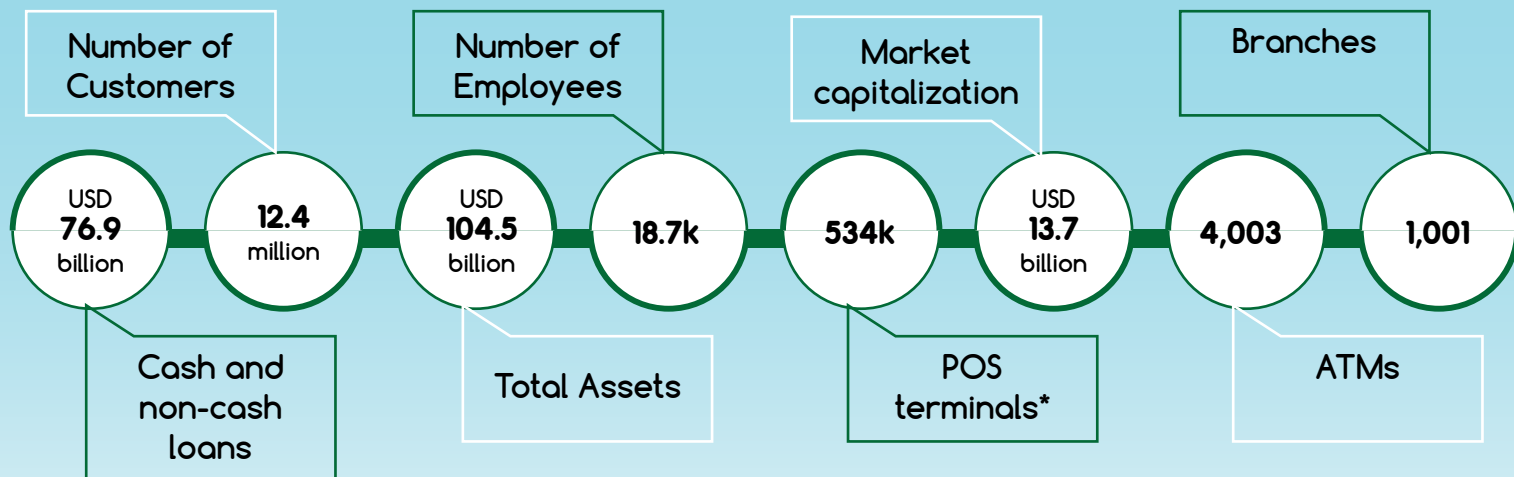 Number of
Customers
Number of
Employees
Market
capitalization
Branches
USD
76.9
billion
12.4
million
USD
104.5
billion
18.7k
534k
USD
13.7
billion
4,003
1,001
Cash and
non-cash
loans
Total Assets
POS
terminals*
ATMs